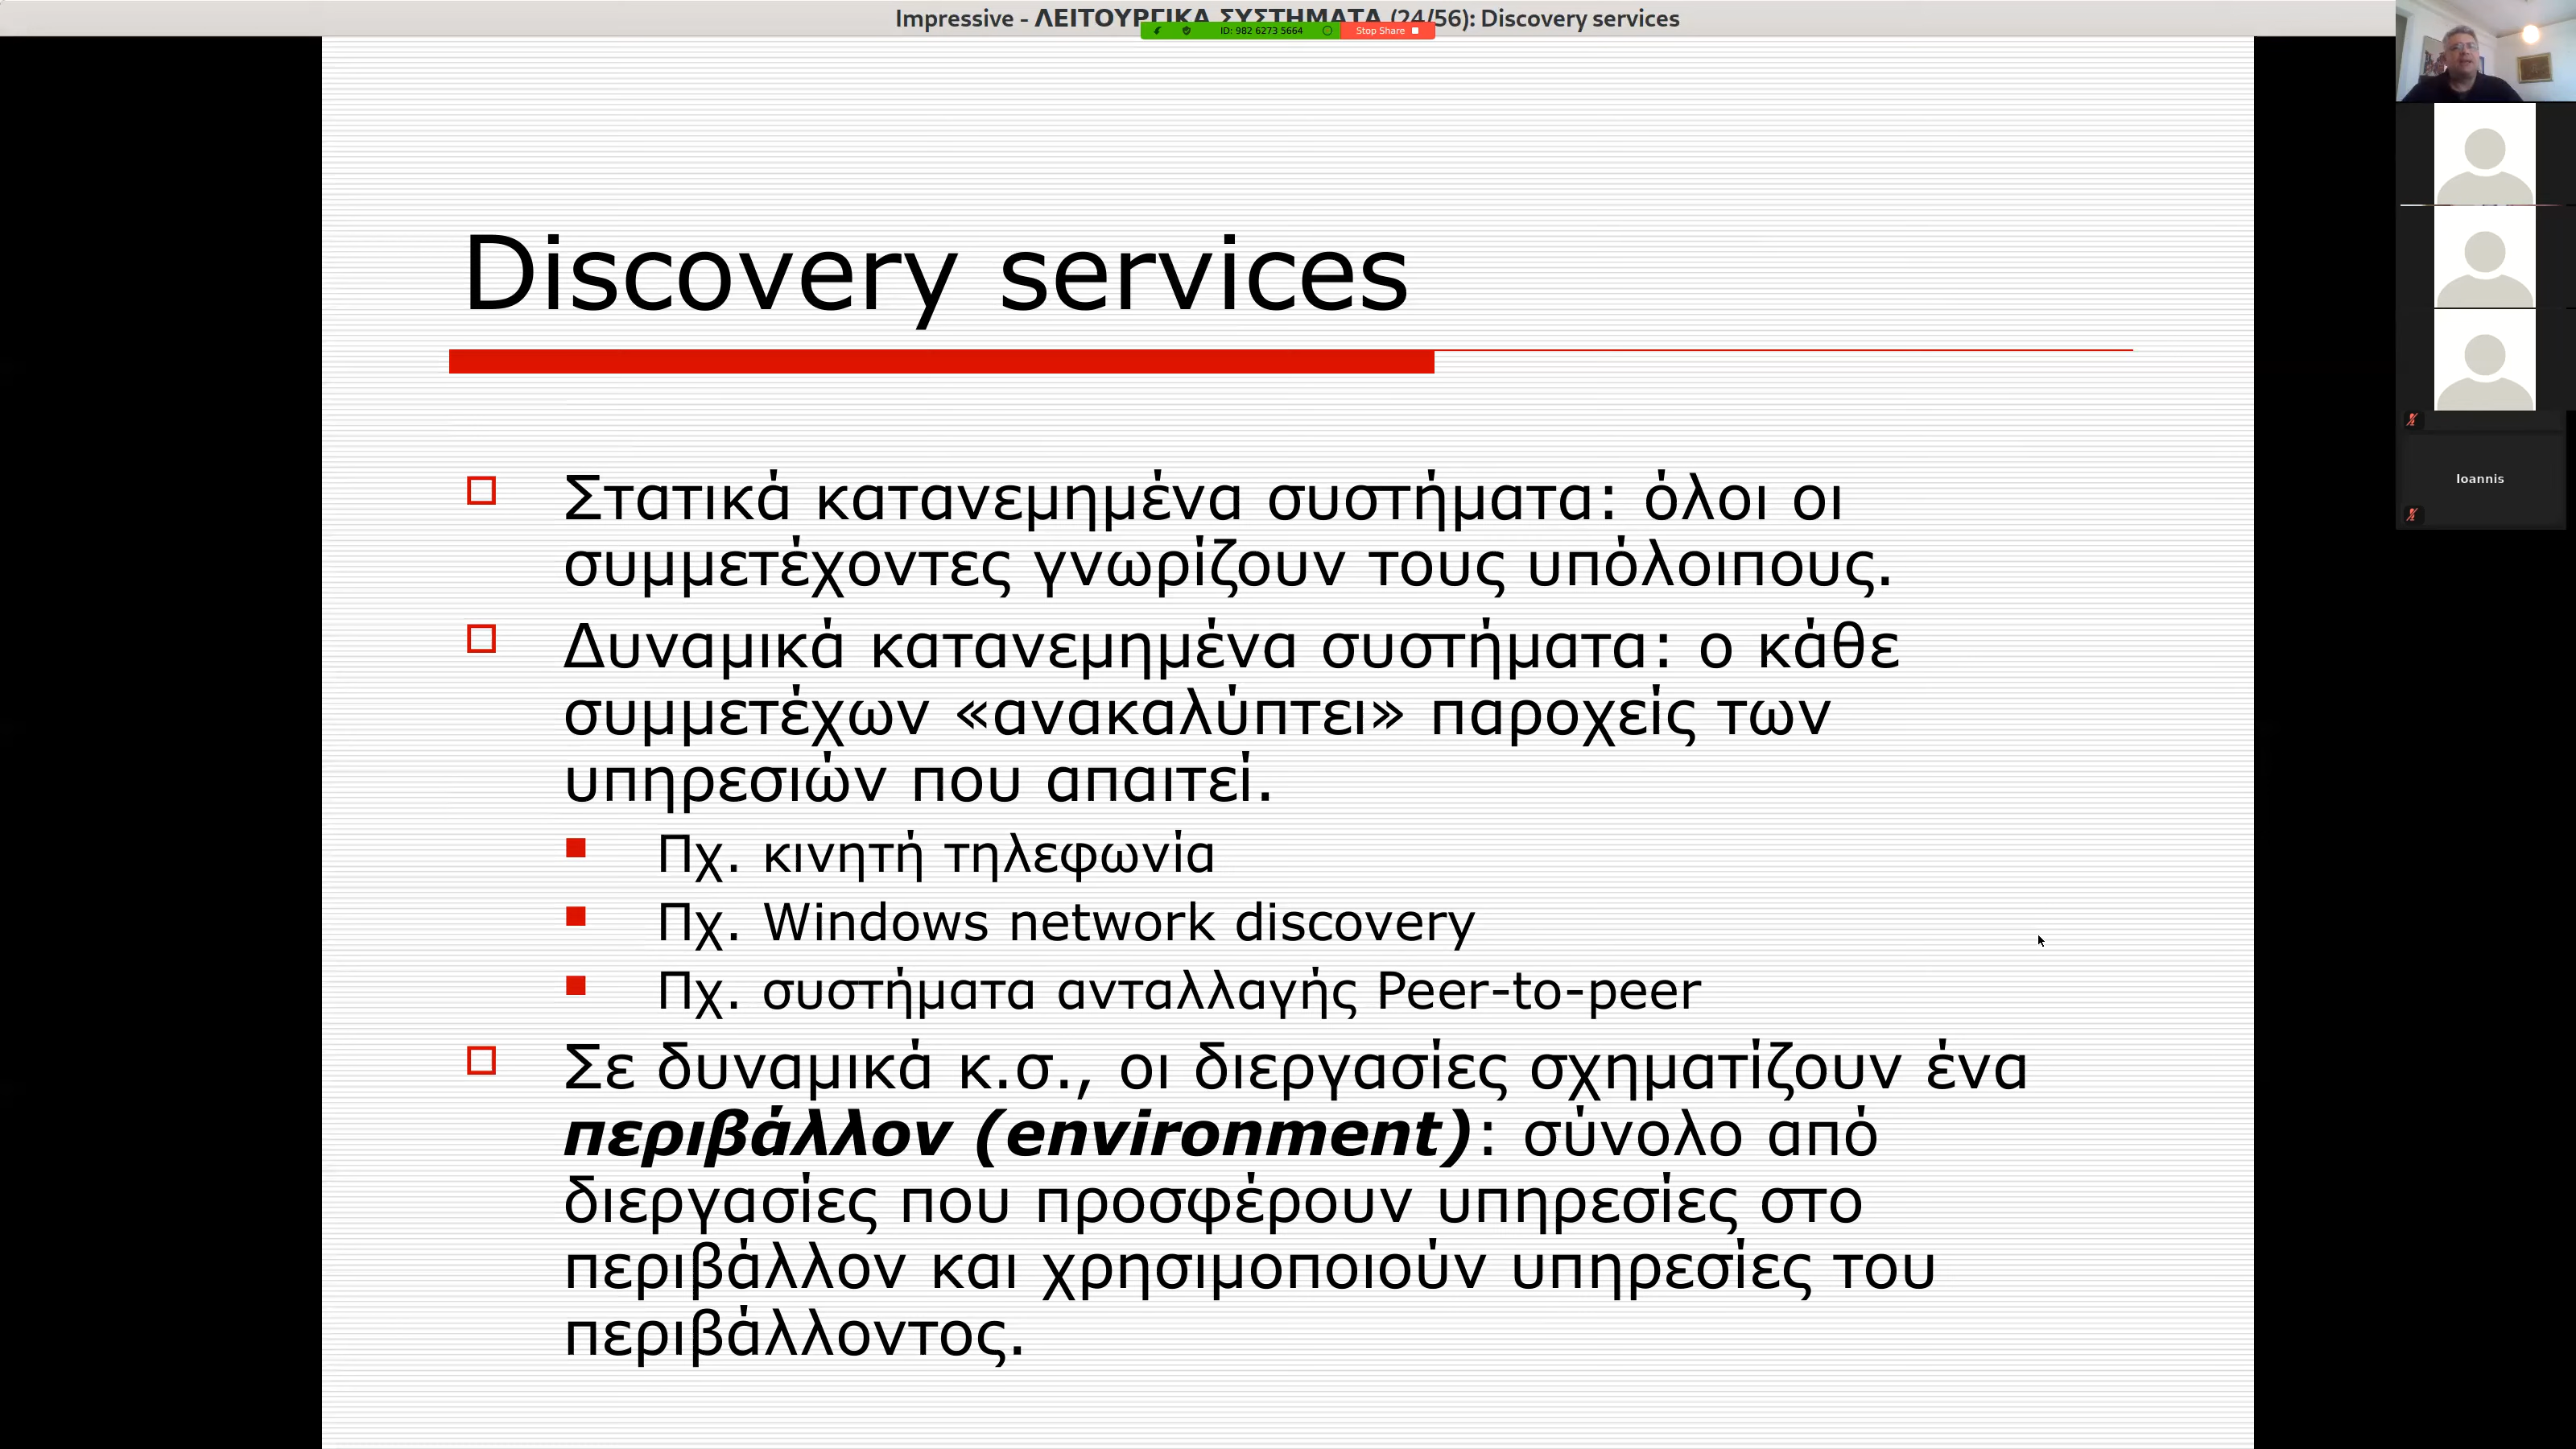 Impressive - ΛΕΙΤΟΥΡΓΙΚΑ ΣΥΣΤΗΜΑΤΑ (24/56): Discovery services
ID: 982 6273 5664
Stop Share
Discovery services
Στατικά κατανεμημένα συστήματα: όλοι οι
συμμετέχοντες γνωρίζουν τους υπόλοιπους.
Δυναμικά κατανεμημένα συστήματα: ο κάθε
συμμετέχων «ανακαλύπτει» παροχείς των
υπηρεσιών που απαιτεί.
Πχ. κινητή τηλεφωνία
Πχ. Windows network discovery
Πχ. συστήματα ανταλλαγής Peer-to-peer
Σε δυναμικά κ.σ., οι διεργασίες σχηματίζουν ένα
περιβάλλον (environment): σύνολο από
διεργασίες που προσφέρουν υπηρεσίες στο
περιβάλλον και χρησιμοποιούν υπηρεσίες του
περιβάλλοντος.
Ioannis